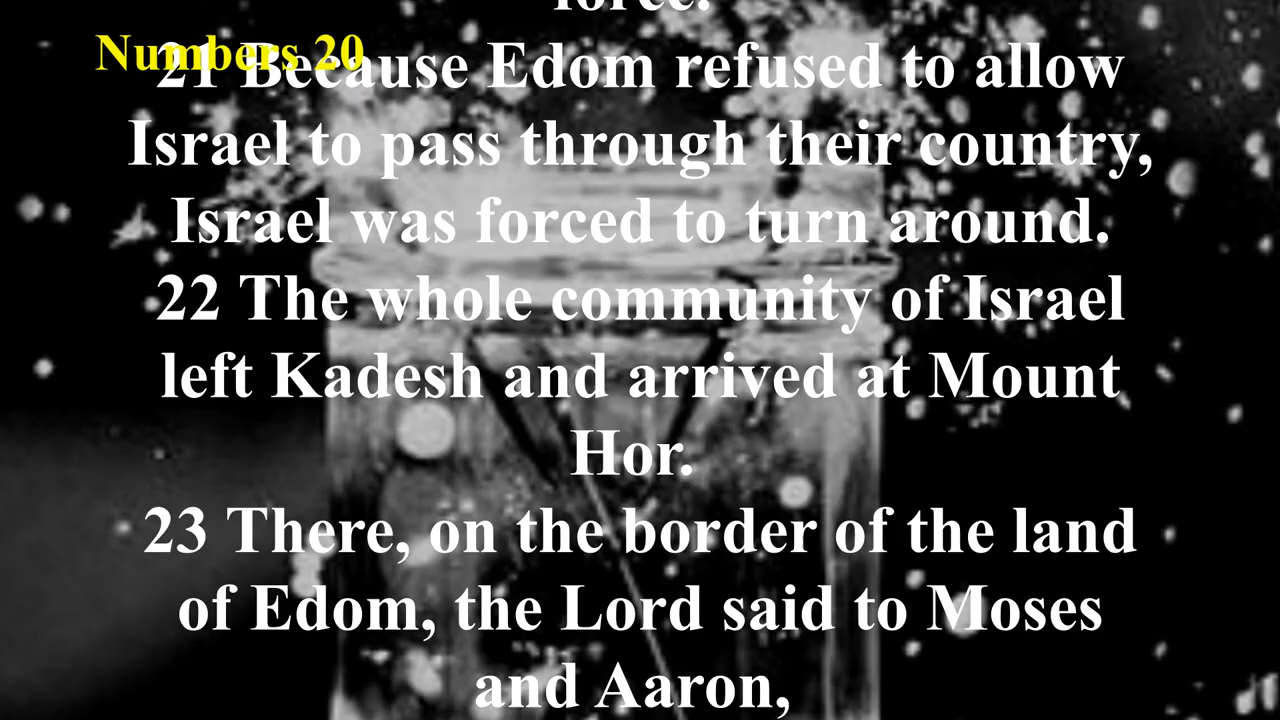 force.
Numbers 20
21 Because Edom refused to allow
Israel to pass through their country,
Israel was forced to turn around.
22 The whole community of Israel
left Kadesh and arrived at Mount
Hor.
23 There, on the border of the land
of Edom, the Lord said to Moses
and Aaron,